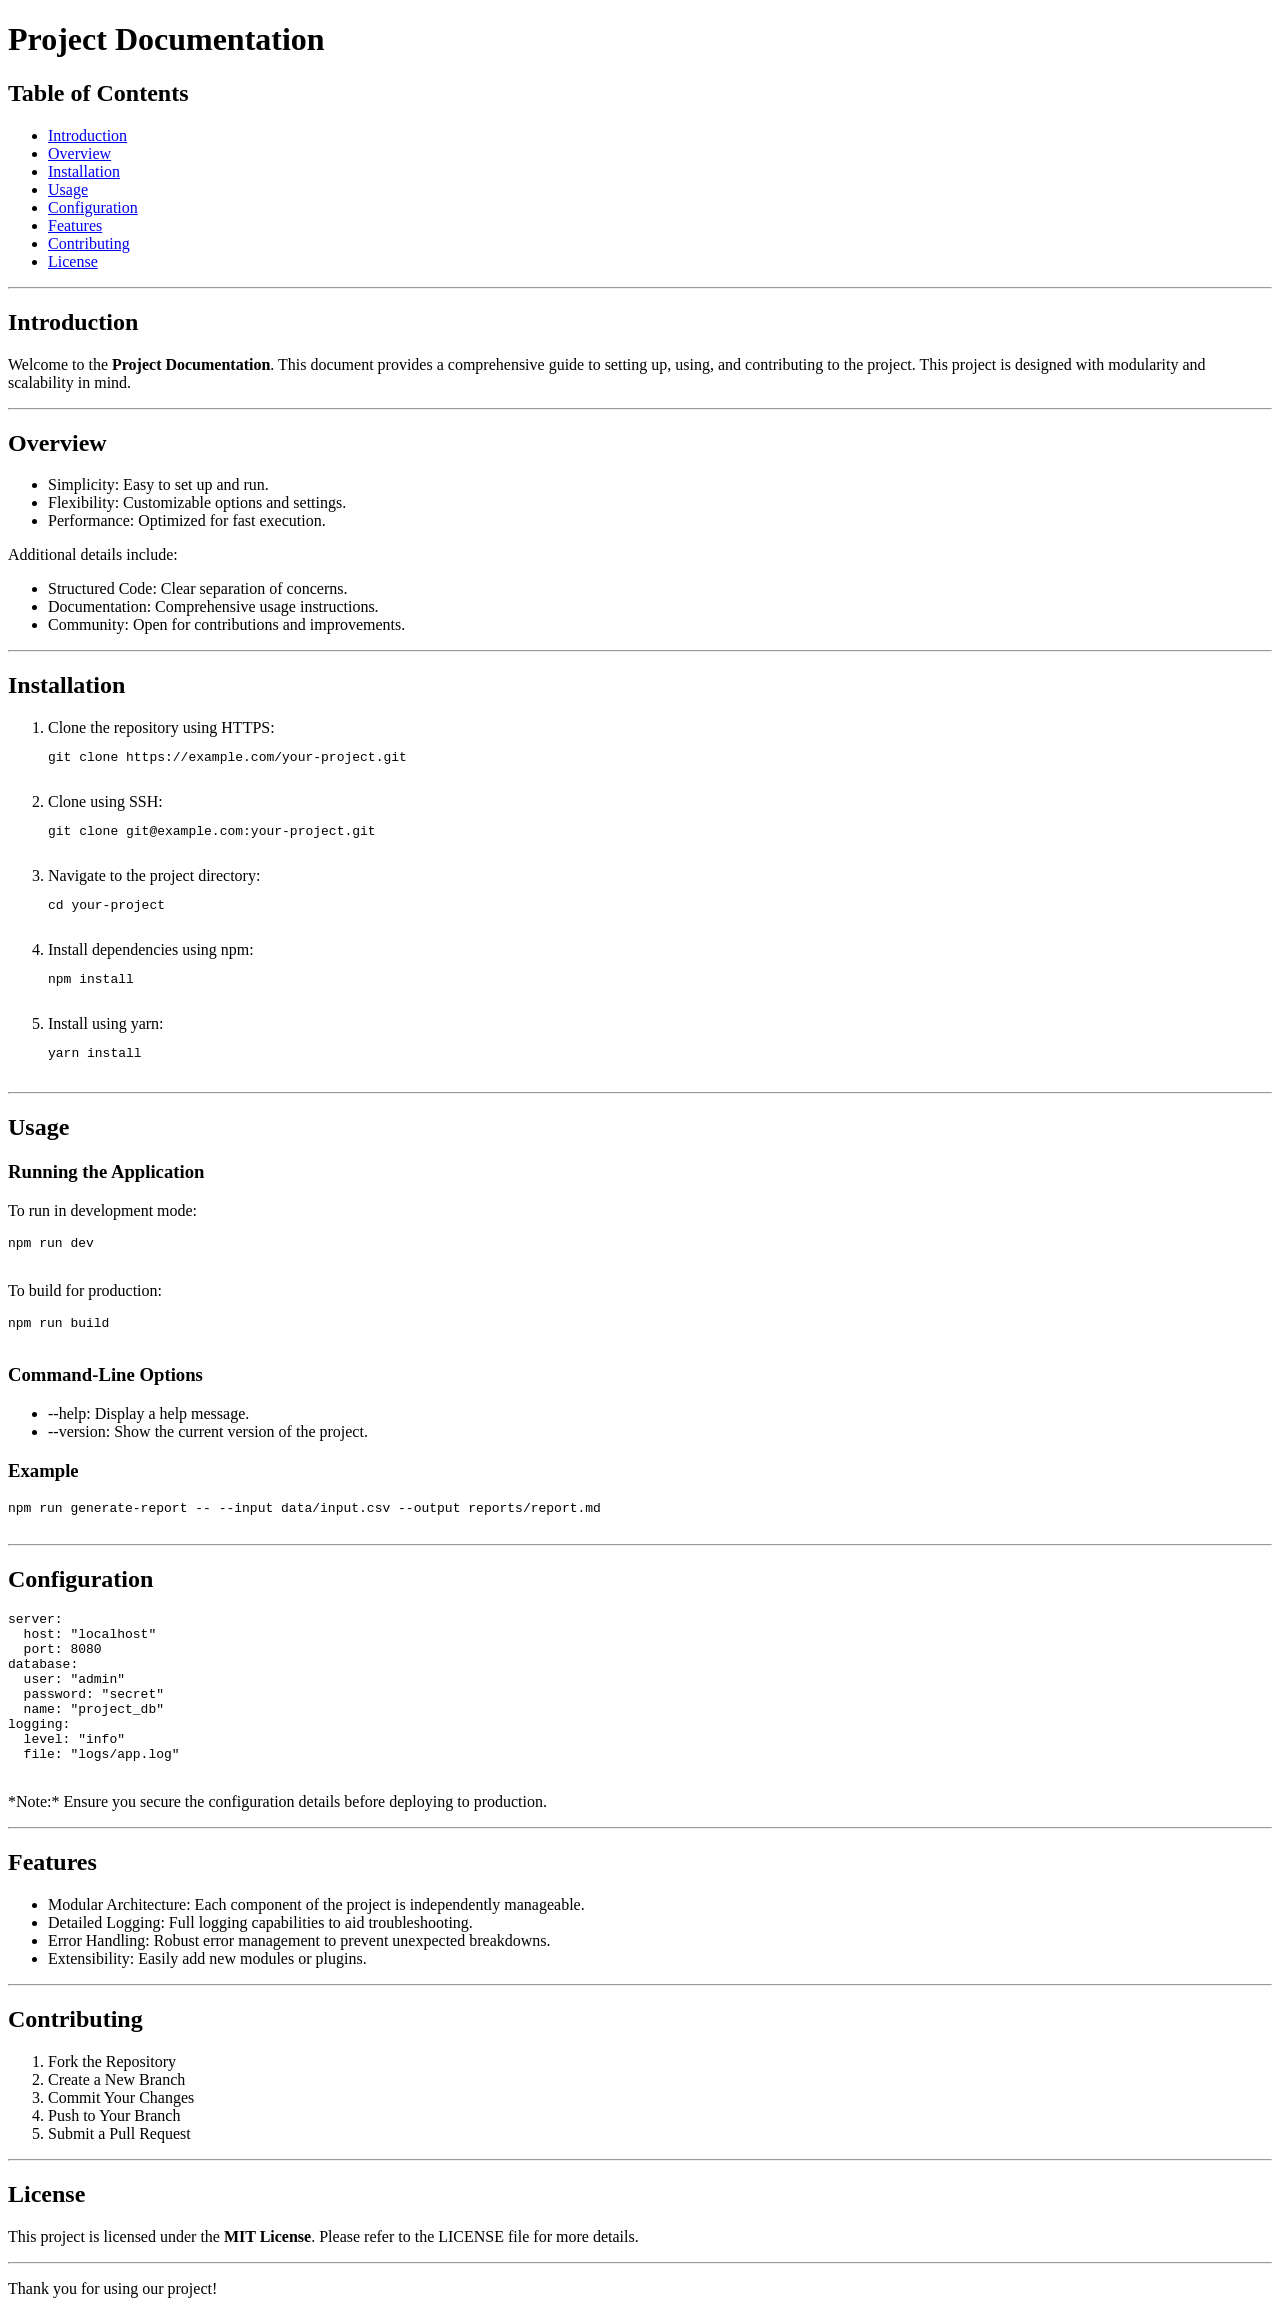 Project Documentation
Table of Contents
Introduction
Overview
Installation
Usage
Configuration
Features
Contributing
License
Introduction
Welcome to the Project Documentation. This document provides a comprehensive guide to setting up, using, and contributing to the project. This project is designed with modularity and
scalability in mind.
Overview
Simplicity: Easy to set up and run.
Flexibility: Customizable options and settings.
Performance: Optimized for fast execution.
Additional details include:
Structured Code: Clear separation of concerns.
Documentation: Comprehensive usage instructions.
Community: Open for contributions and improvements.
Installation
1. Clone the repository using HTTPS:
git clone https://example.com/your-project.git
2. Clone using SSH:
git clone git@example.com:your-project.git
3. Navigate to the project directory:
cd your-project
4. Install dependencies using npm:
npm install
5. Install using yarn:
yarn install
Usage
Running the Application
To run in development mode:
npm run dev
To build for production:
npm run build
Command-Line Options
--help: Display a help message.
--version: Show the current version of the project.
Example
npm run generate-report -- --input data/input.csv --output reports/report.md
Configuration
server:
  host: "localhost"
  port: 8080
database:
  user: "admin"
  password: "secret"
  name: "project_db"
logging:
  level: "info"
  file: "logs/app.log"
*Note:* Ensure you secure the configuration details before deploying to production.
Features
Modular Architecture: Each component of the project is independently manageable.
Detailed Logging: Full logging capabilities to aid troubleshooting.
Error Handling: Robust error management to prevent unexpected breakdowns.
Extensibility: Easily add new modules or plugins.
Contributing
1. Fork the Repository
2. Create a New Branch
3. Commit Your Changes
4. Push to Your Branch
5. Submit a Pull Request
License
This project is licensed under the MIT License. Please refer to the LICENSE file for more details.
Thank you for using our project!